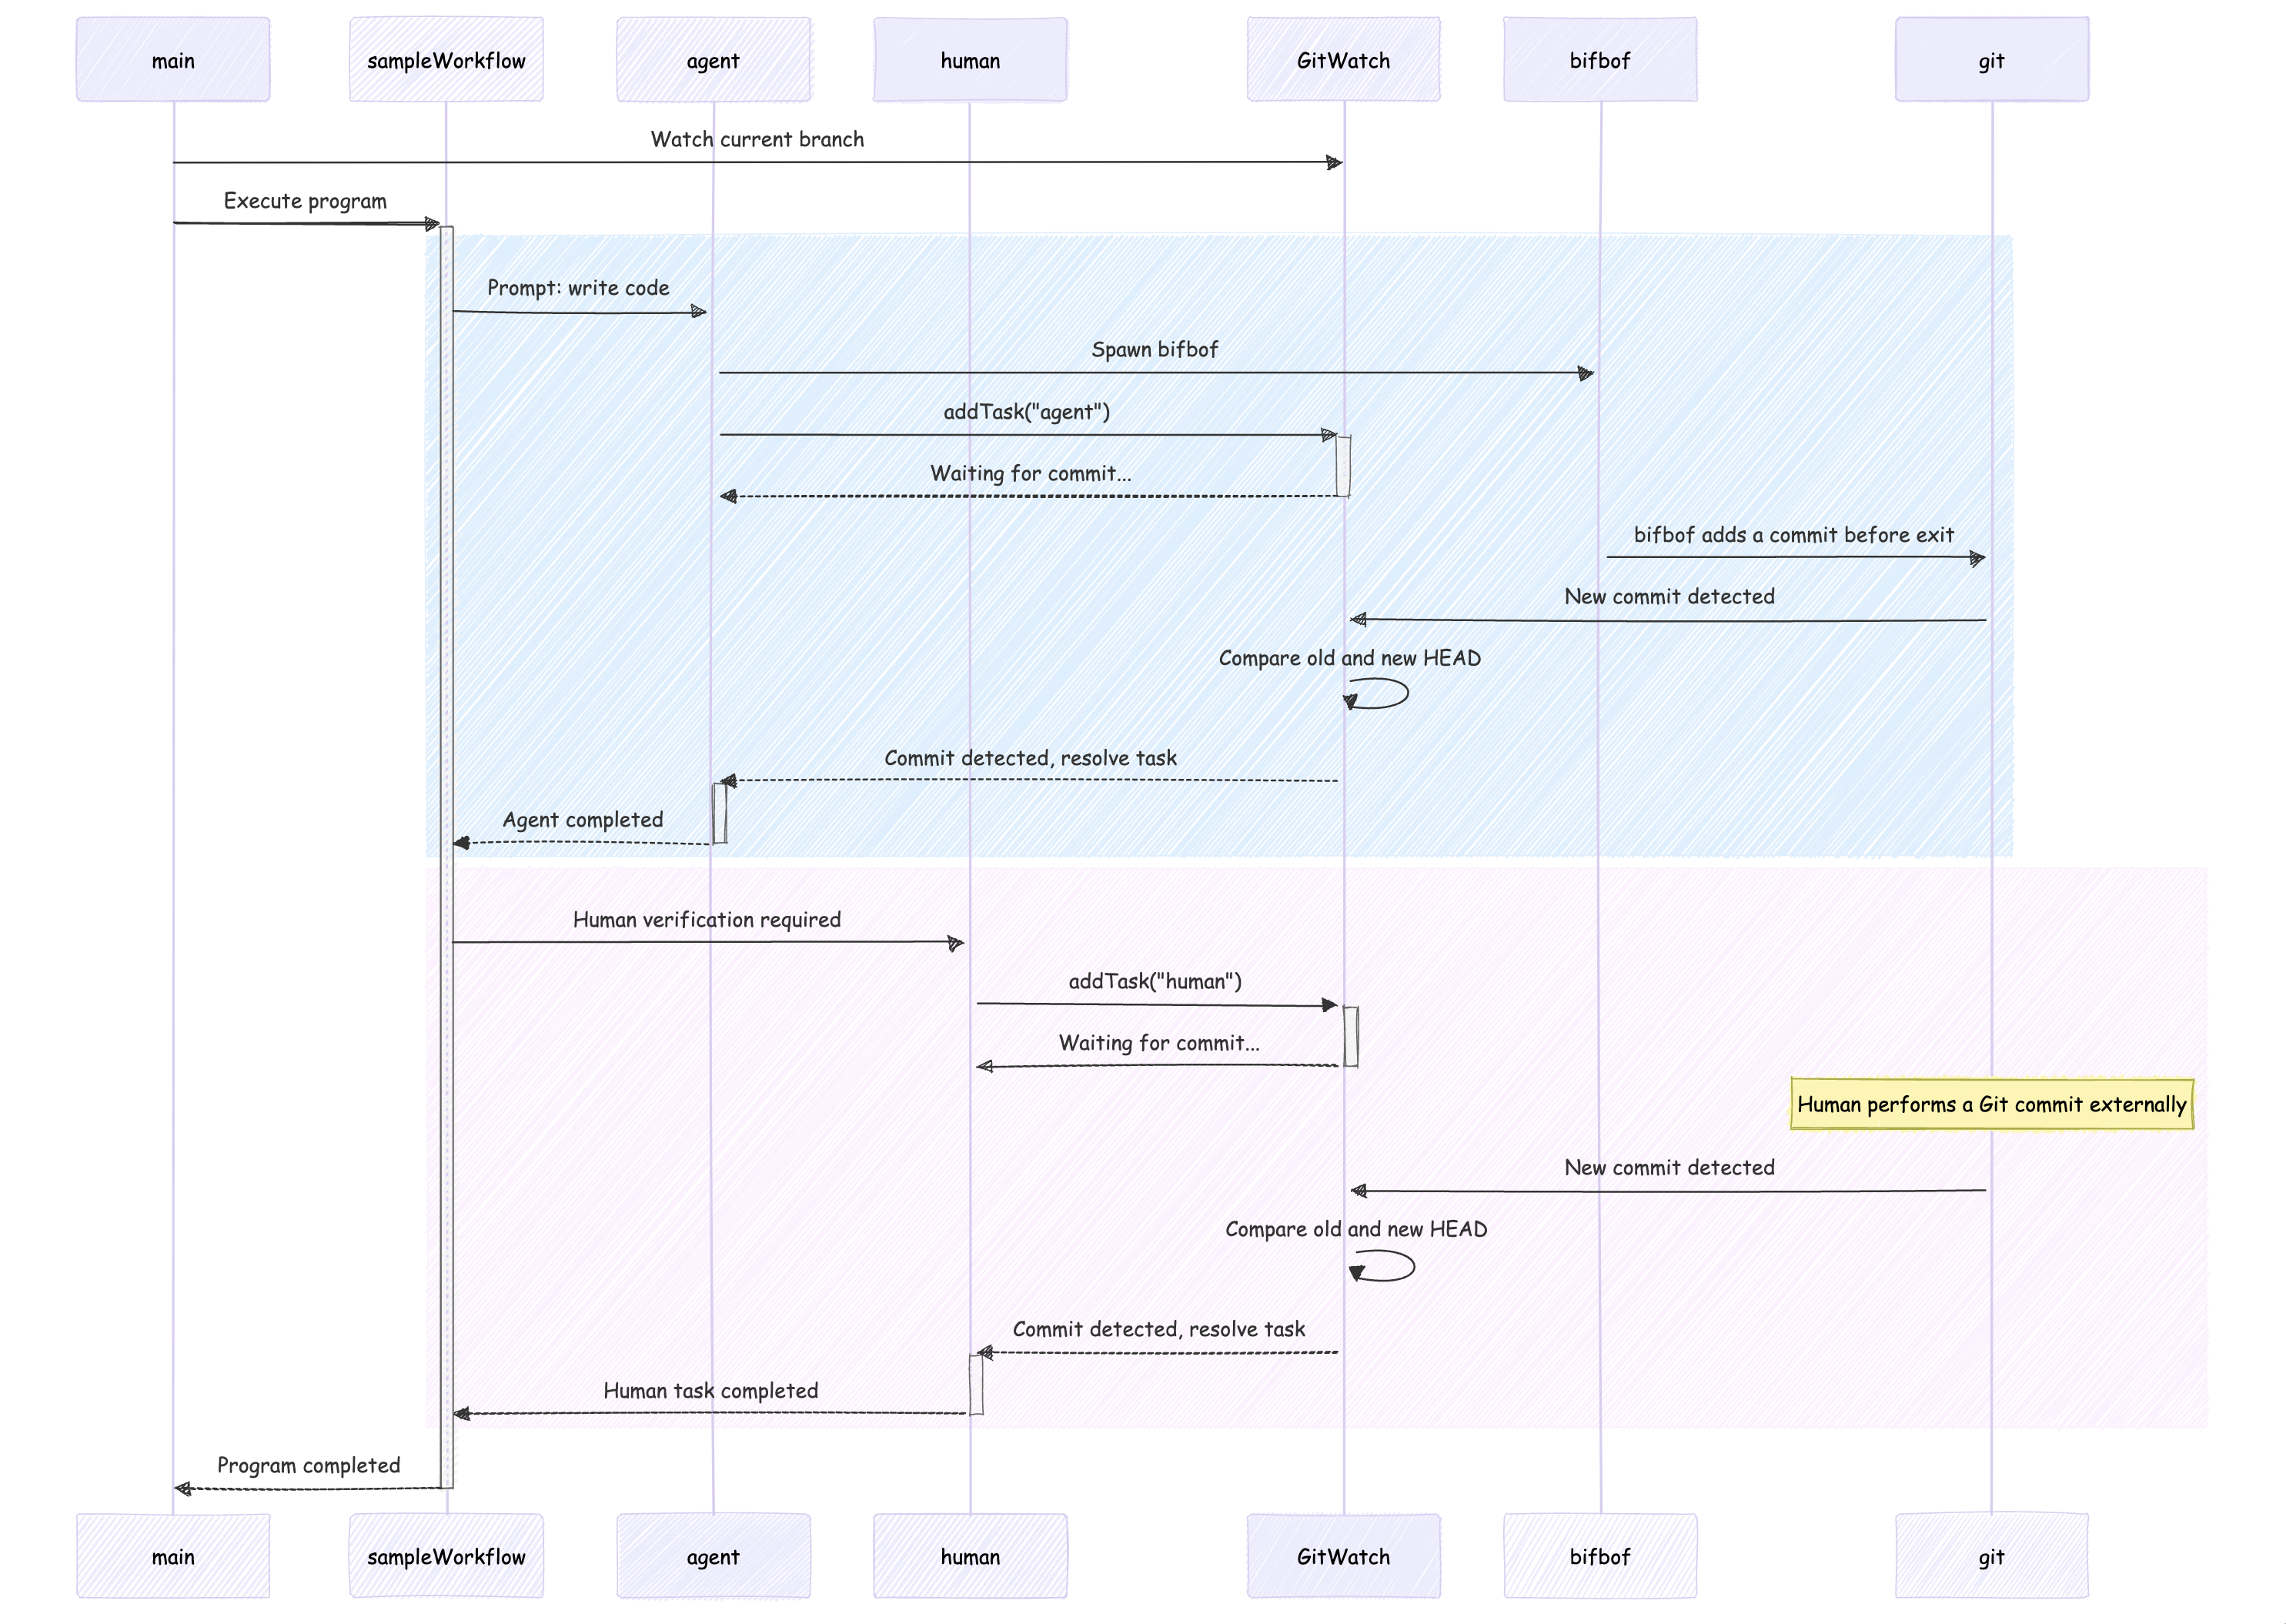 main
sampleWorkflow
agent
human
GitWatch
bifbof
git
Watch current branch
Execute program
Prompt: write code
Spawn bifbof
addTask("agent")
Waiting for commit...
bifbof adds a commit before exit
New commit detected
Compare old and new HEAD
Commit detected, resolve task
Agent completed
Human verification required
addTask("human")
Waiting for commit...
Human performs a Git commit externally
New commit detected
Compare old and new HEAD
Commit detected, resolve task
Human task completed
Program completed
main
sampleWorkflow
agent
human
GitWatch
bifbof
git